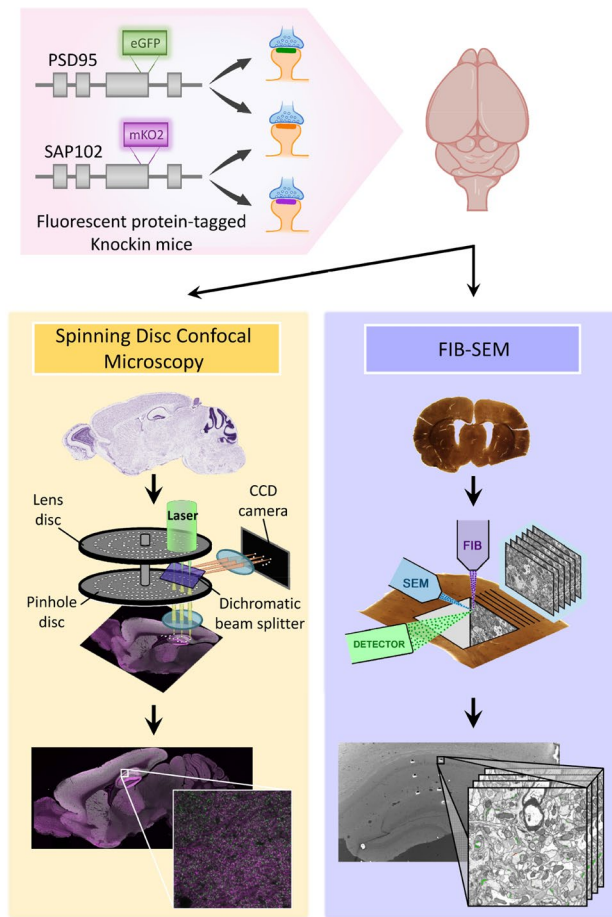 PSD95
eGFP
SAP102
mKO2
Fluorescent protein-tagged
Knockin mice
Spinning Disc Confocal
Microscopy
Lens
disc
Laser
CCD
camera
Pinhole
disc
Dichromatic
beam splitter
FIB-SEM
FIB
SEM
DETECTOR